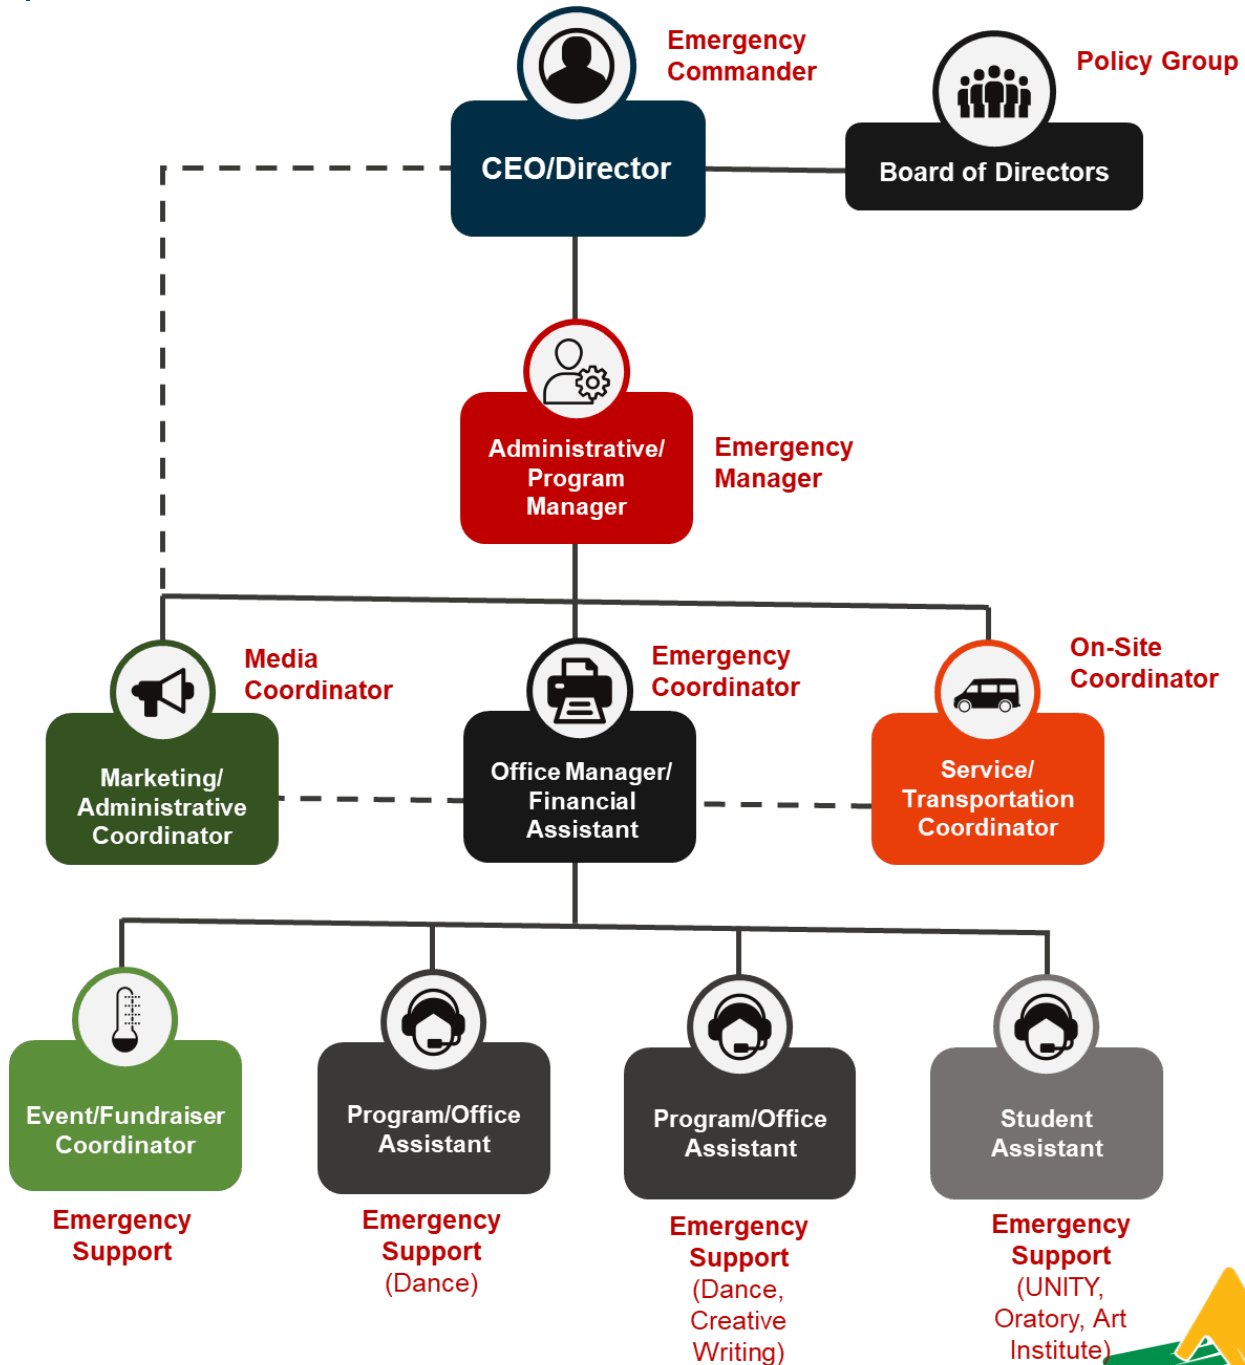 Emergency
Commander
Policy Group
CEO/Director
Board of Directors
Administrative/
Program
Manager
Emergency
Manager
Media
Coordinator
Emergency
Coordinator
On-Site
Coordinator
Marketing/
Administrative
Coordinator
Office Manager/
Financial
Assistant
Service/
Transportation
Coordinator
Event/Fundraiser
Coordinator
Program/Office
Assistant
Program/Office
Assistant
Student
Assistant
Emergency
Support
Emergency
Support
(Dance)
Emergency
Support
(Dance,
Creative
Writing)
Emergency
Support
(UNITY,
Oratory, Art
Institute)